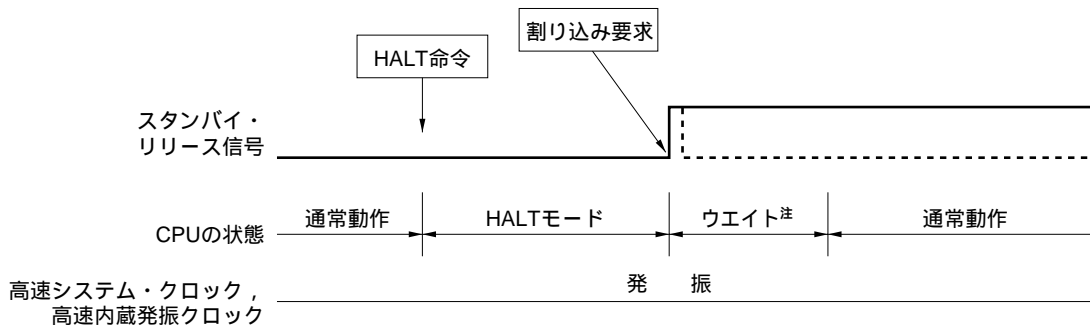 割り込み要求
HALT命令
スタンバイ・
リリース信号
CPUの状態
通常動作
HALTモード
ウエイト注
通常動作
高速システム・クロック，
高速内蔵発振クロック
発 振